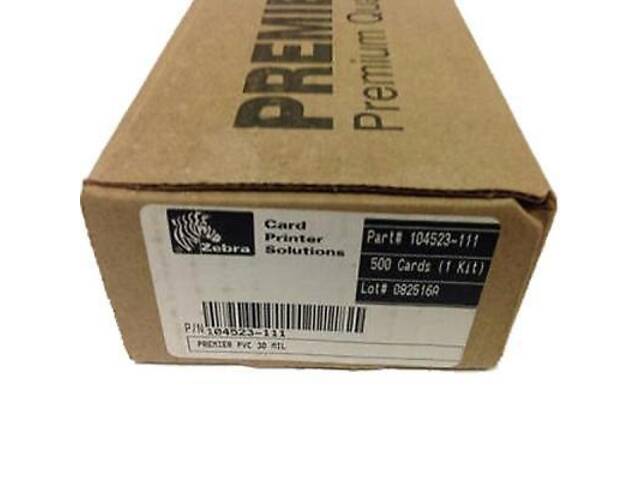 PREMIE
Premium Qua
Zebra
Card
Printer
Solutions
Part# 104523-111
500 Cards (1 Kit)
Lot# 082516A
P/N 104523-111
PREMIER PVC 30 MIL